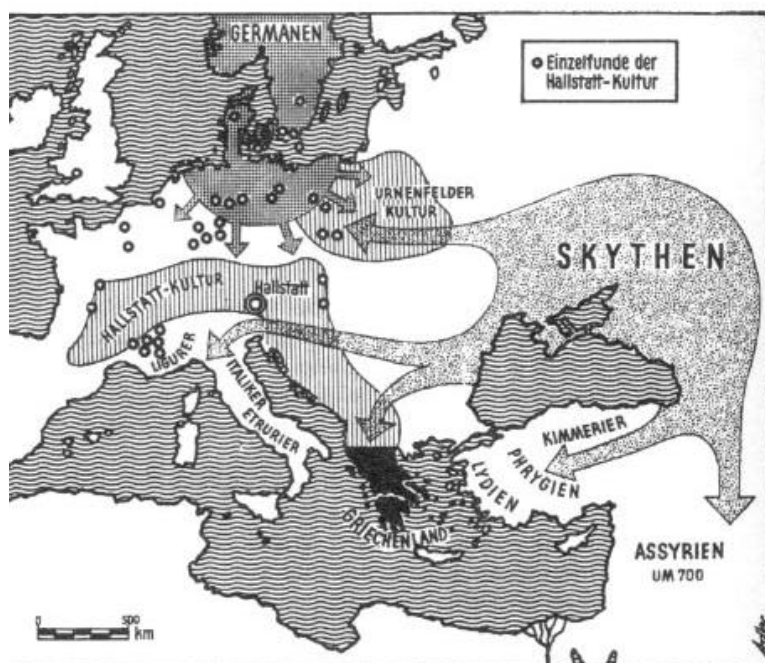 GERMANEN
Einzelfunde der
Hallstatt-Kultur
URNENFELDER
KULTUR
SKYTHEN
HALLSTATT-KULTUR
Hallstatt
LIGURER
ITALIKER
ETRURIER
KIMMERIER
PHRYGIEN
LYDIEN
GRIECHENLAND
ASSYRIEN
UM 700
0 500
km